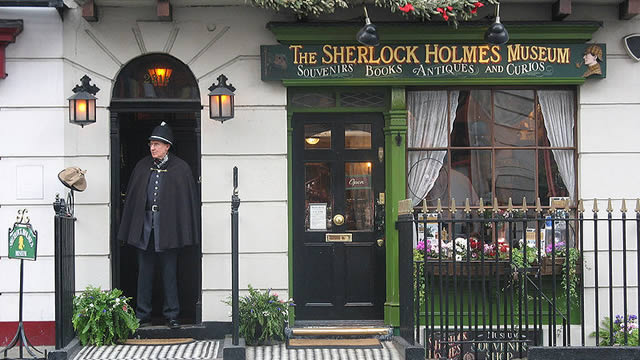 THE SHERLOCK HOLMES MUSEUM
SOUVENIRS BOOKS ANTIQUES AND CURIOS
Open